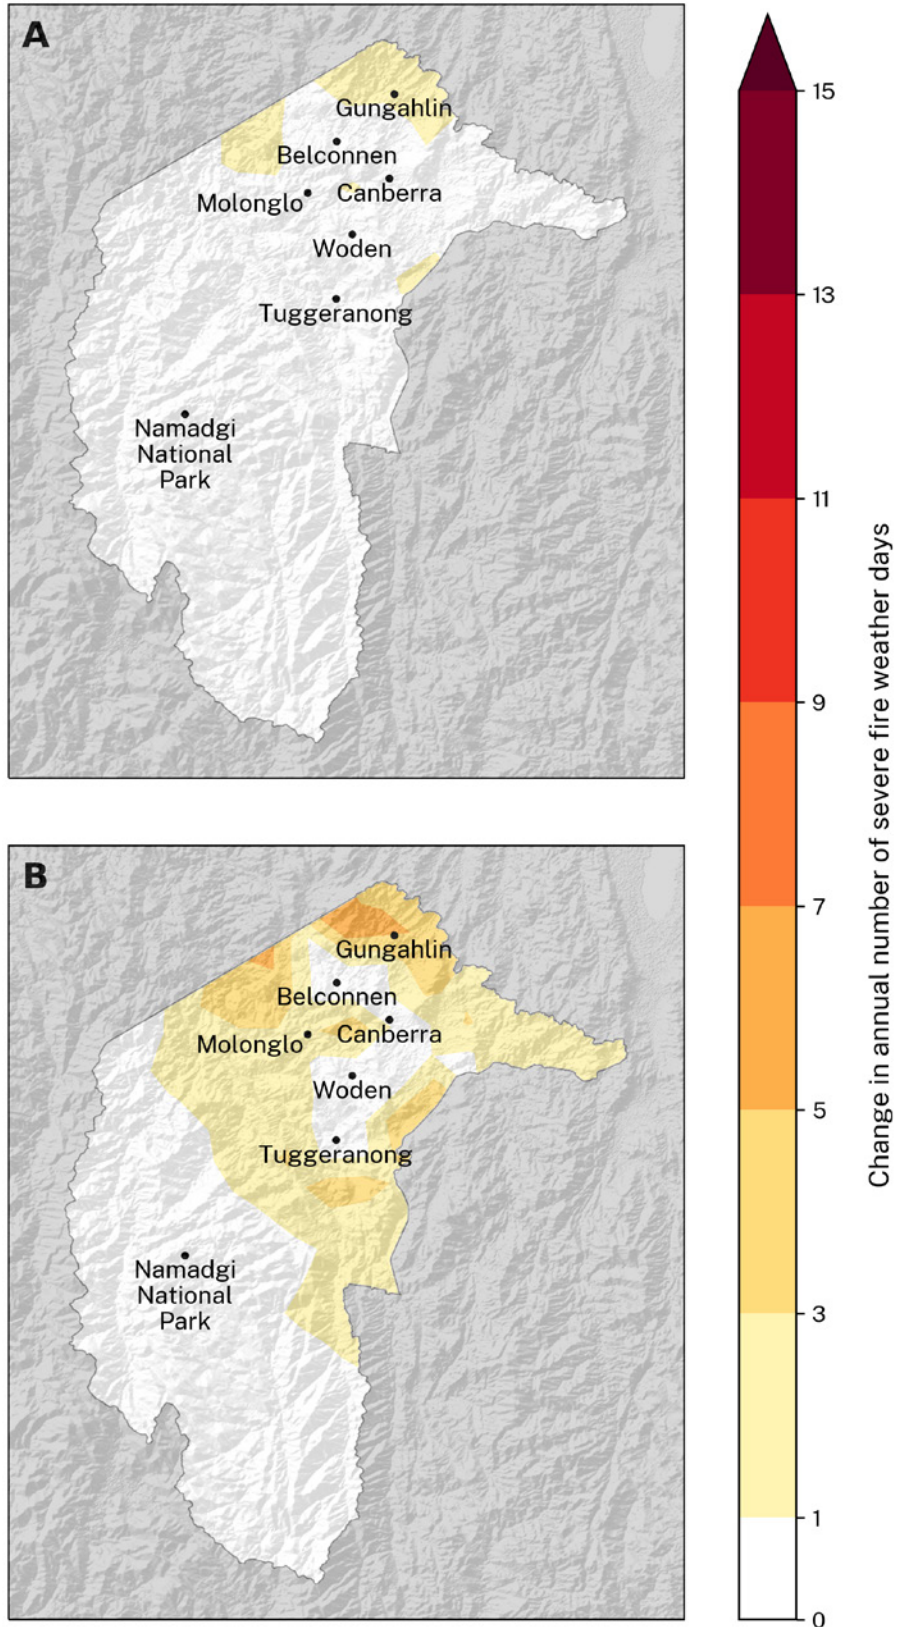 A
Gungahlin
Belconnen
Canberra
Molonglo
Woden
Tuggeranong
Namadgi
National
Park
B
Gungahlin
Belconnen
Canberra
Molonglo
Woden
Tuggeranong
Namadgi
National
Park
15
13
11
9
7
5
3
1
0
Change in annual number of severe fire weather days